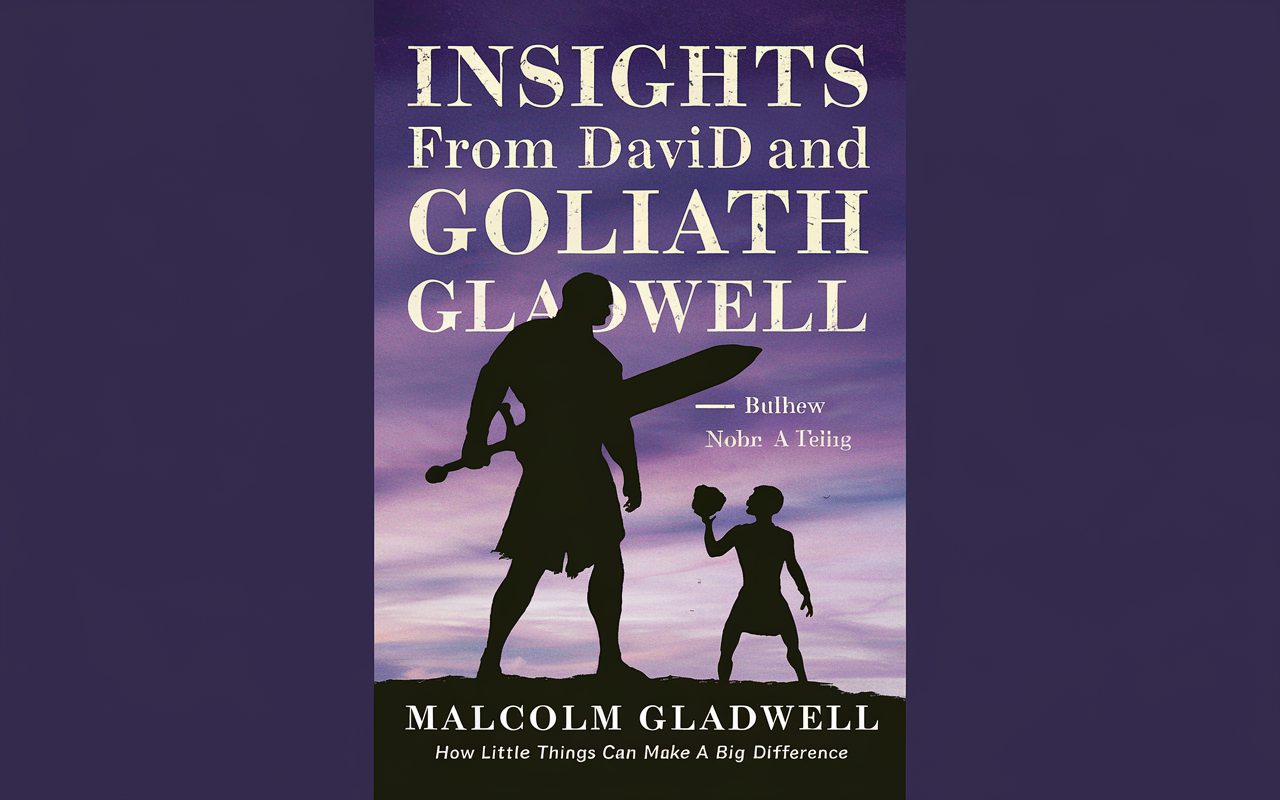 INSIGHTS
From DaviD and
GOLIATH
GLADWELL
— Bulhew
Nobr. A Teiing
MALCOLM GLADWELL
How Little Things Can Make A Big Difference